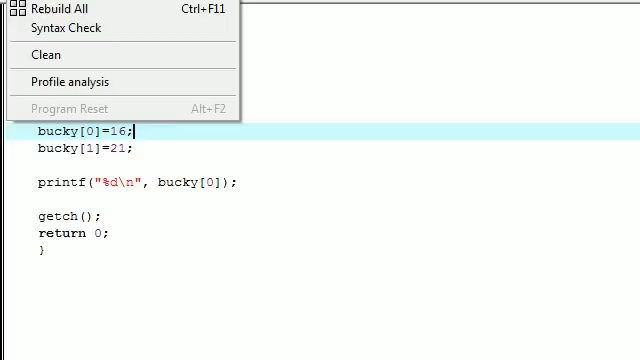 Rebuild All Ctrl+F11
Syntax Check
Clean
Profile analysis
Program Reset Alt+F2
bucky[0]=16;
bucky[1]=21;
printf("%d\n", bucky[0]);
getch();
return 0;
}